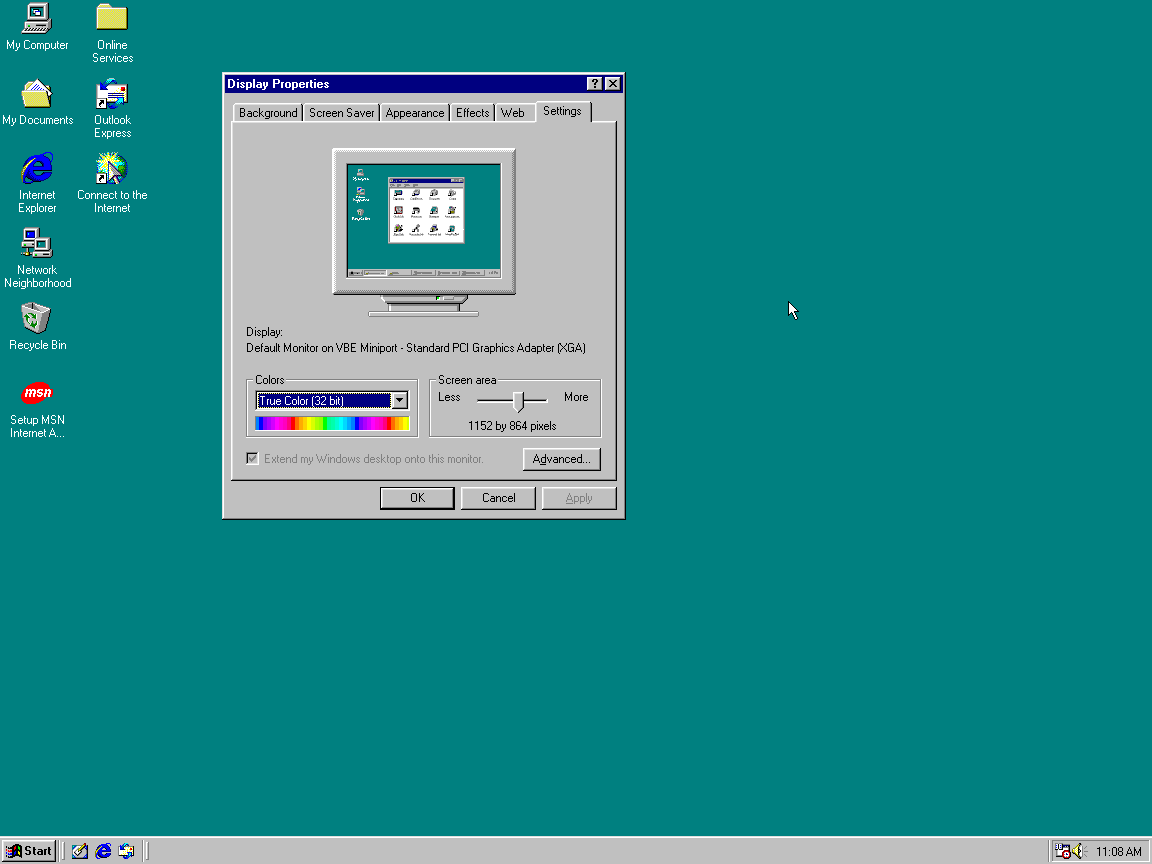 My Computer
Online
Services
My Documents
Outlook
Express
Internet
Explorer
Connect to the
Internet
Network
Neighborhood
Recycle Bin
msn
Setup MSN
Internet A...
Display Properties
Background
Screen Saver
Appearance
Effects
Web
Settings
Display:
Default Monitor on VBE Miniport - Standard PCI Graphics Adapter (XGA)
Colors
True Color (32 bit)
Screen area
Less
More
1152 by 864 pixels
Extend my Windows desktop onto this monitor.
Advanced...
OK
Cancel
Apply
Start
11:08 AM